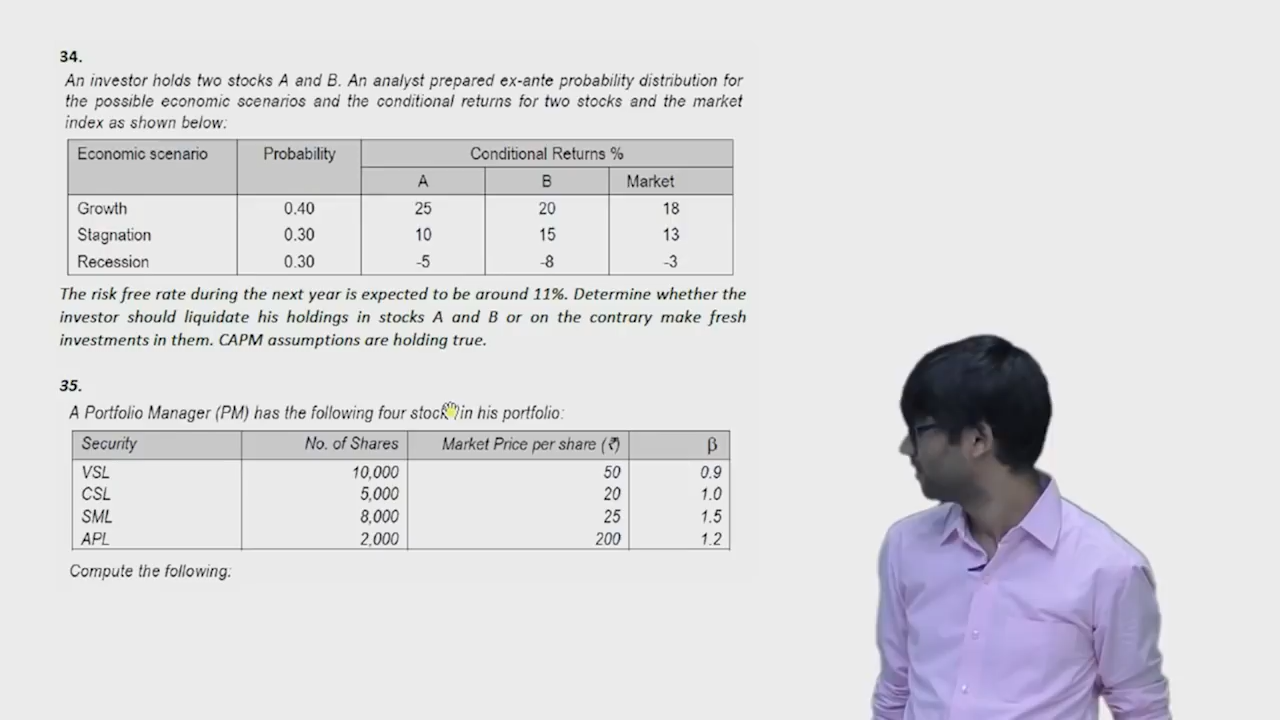 34.
An investor holds two stocks A and B. An analyst prepared ex-ante probability distribution for
the possible economic scenarios and the conditional returns for two stocks and the market
index as shown below:
Economic scenario Probability Conditional Returns %
A B Market
Growth 0.40 25 20 18
Stagnation 0.30 10 15 13
Recession 0.30 -5 -8 -3
The risk free rate during the next year is expected to be around 11%. Determine whether the
investor should liquidate his holdings in stocks A and B or on the contrary make fresh
investments in them. CAPM assumptions are holding true.
35.
A Portfolio Manager (PM) has the following four in his portfolio:
Security No. of Shares Market Price per share (₹) β
VSL 10,000 50 0.9
CSL 5,000 20 1.0
SML 8,000 25 1.5
APL 2,000 200 1.2
Compute the following: